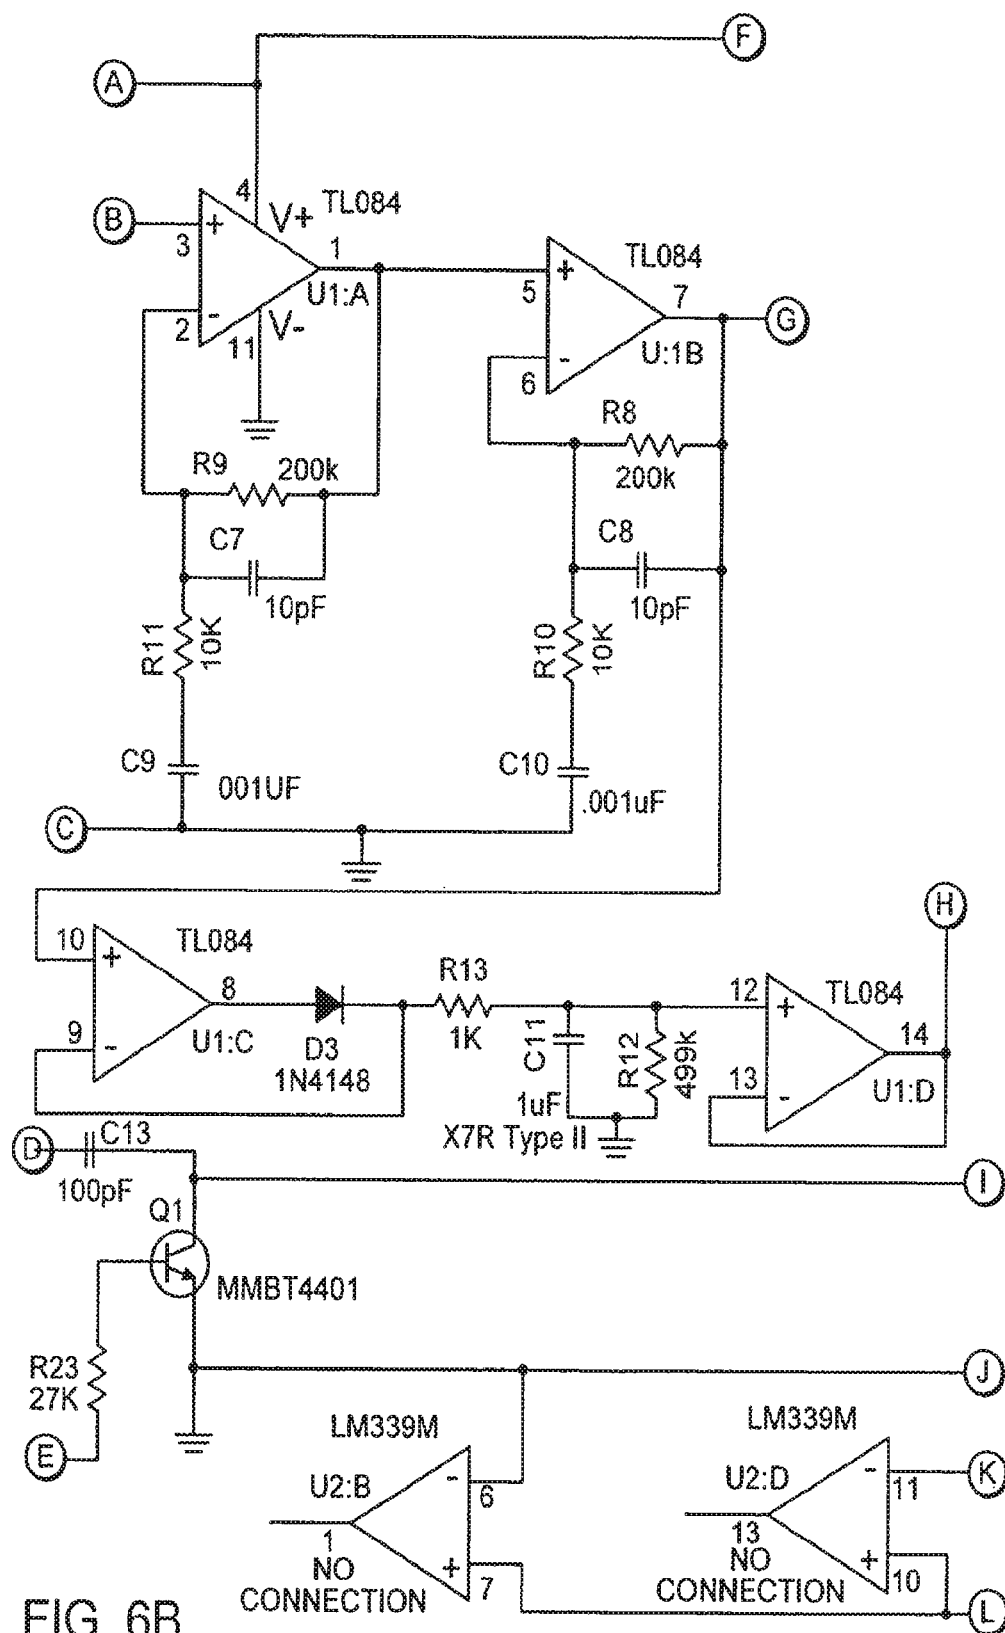 F
A
4
V+
TL084
B
+
3
1
U1:A
2
-
11
V-
TL084
+
5
7
G
U:1B
-
6
R8
200k
R9
200k
C7
10pF
C8
10pF
R11
10K
R10
10K
C9
001UF
C10
.001uF
C
H
10
+
TL084
8
9
-
U1:C
D3
1N4148
R13
1K
C11
1uF
X7R Type II
R12
499k
12
+
TL084
14
13
-
U1:D
D
C13
100pF
I
Q1
MMBT4401
R23
27K
J
E
LM339M
LM339M
U2:B
-
6
U2:D
-
11
K
1
NO
CONNECTION
+
7
13
NO
CONNECTION
+
10
L
FIG. 6B